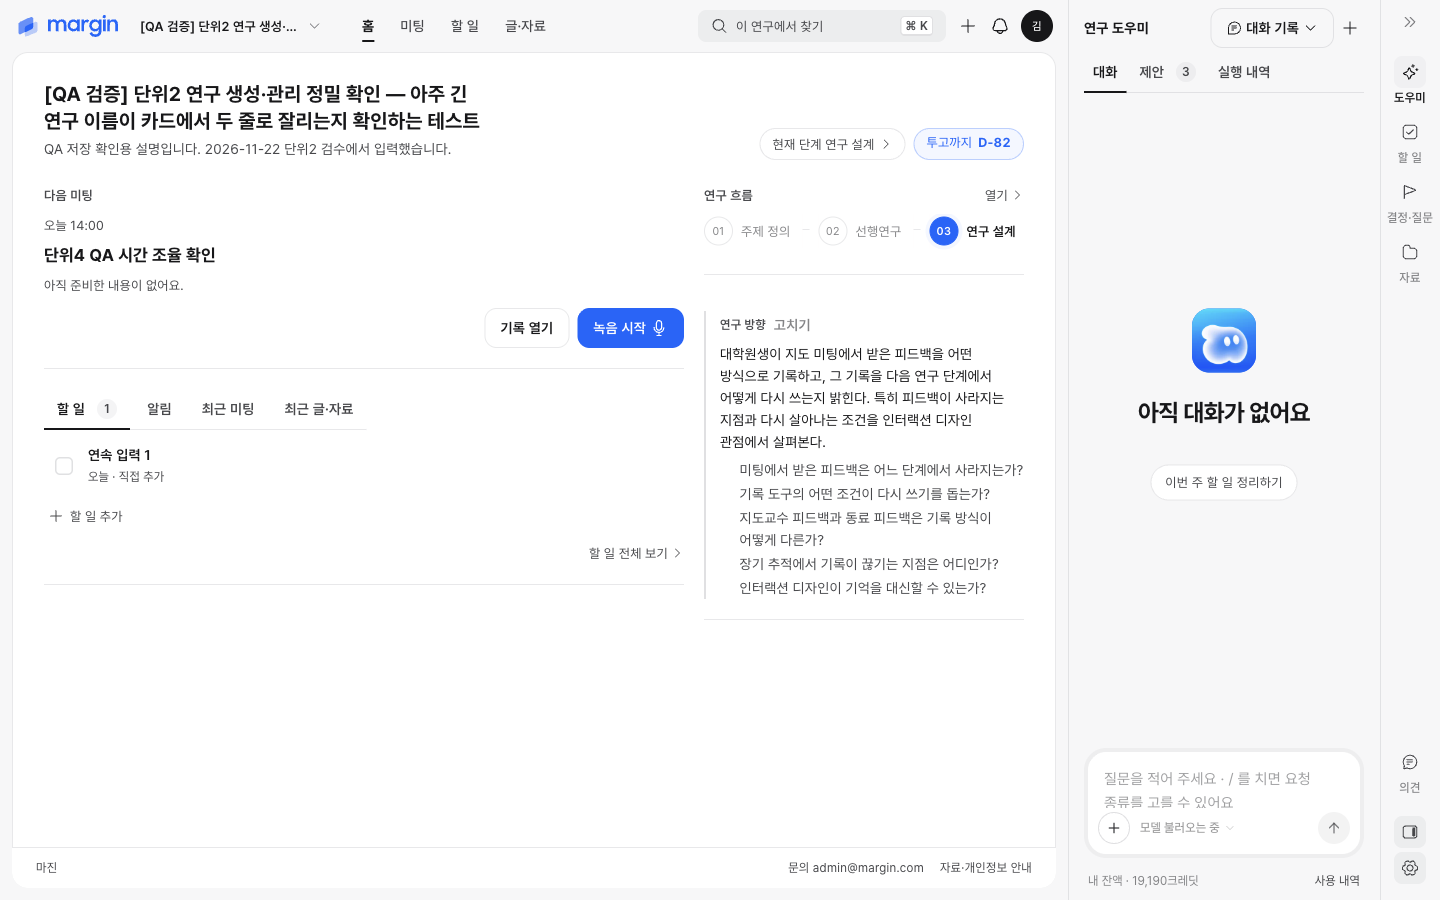 margin
[QA 검증] 단위2 연구 생성·...
홈
미팅
할 일
글·자료
이 연구에서 찾기
⌘ K
김
[QA 검증] 단위2 연구 생성·관리 정밀 확인 — 아주 긴
연구 이름이 카드에서 두 줄로 잘리는지 확인하는 테스트
QA 저장 확인용 설명입니다. 2026-11-22 단위2 검수에서 입력했습니다.
현재 단계 연구 설계
투고까지 D-82
다음 미팅
오늘 14:00
단위4 QA 시간 조율 확인
아직 준비한 내용이 없어요.
기록 열기
녹음 시작
할 일 1
알림
최근 미팅
최근 글·자료
연속 입력 1
오늘 · 직접 추가
할 일 추가
할 일 전체 보기
연구 흐름
열기
01 주제 정의
02 선행연구
03 연구 설계
연구 방향 고치기
대학원생이 지도 미팅에서 받은 피드백을 어떤
방식으로 기록하고, 그 기록을 다음 연구 단계에서
어떻게 다시 쓰는지 밝힌다. 특히 피드백이 사라지는
지점과 다시 살아나는 조건을 인터랙션 디자인
관점에서 살펴본다.
미팅에서 받은 피드백은 어느 단계에서 사라지는가?
기록 도구의 어떤 조건이 다시 쓰기를 돕는가?
지도교수 피드백과 동료 피드백은 기록 방식이
어떻게 다른가?
장기 추적에서 기록이 끊기는 지점은 어디인가?
인터랙션 디자인이 기억을 대신할 수 있는가?
마진
문의 admin@margin.com
자료·개인정보 안내
연구 도우미
대화 기록
대화
제안 3
실행 내역
아직 대화가 없어요
이번 주 할 일 정리하기
질문을 적어 주세요 · / 를 치면 요청
종류를 고를 수 있어요
모델 불러오는 중
내 잔액 · 19,190크레딧
사용 내역
도우미
할 일
결정·질문
자료
의견